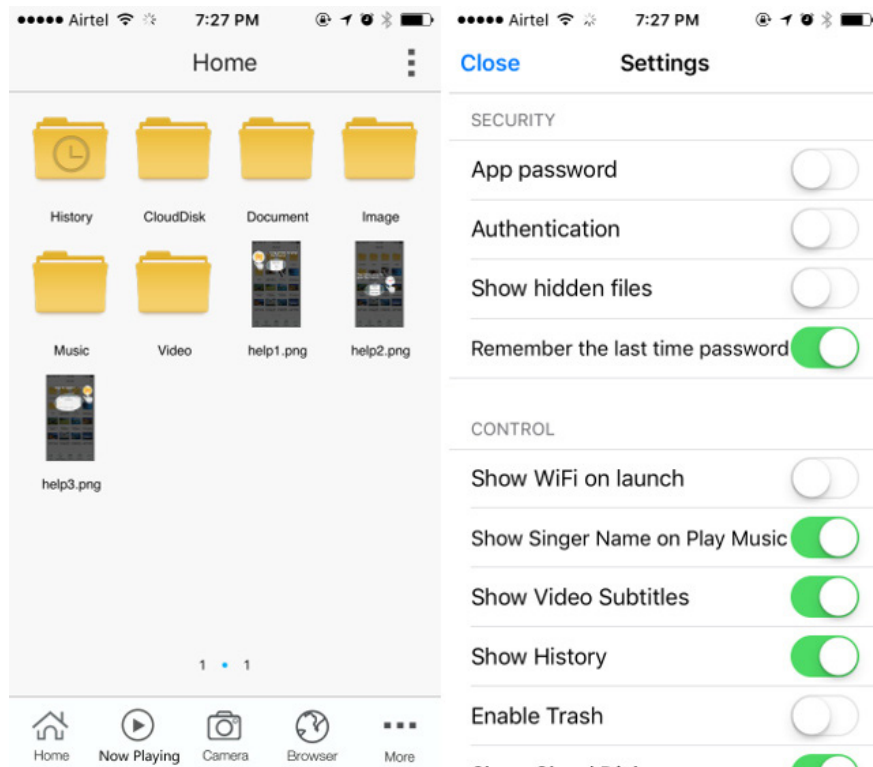 Airtel 7:27 PM
Home
History CloudDisk Document Image
Music Video help1.png help2.png
help3.png
1 • 1
Home Now Playing Camera Browser More
Airtel 7:27 PM
Close Settings
SECURITY
App password
Authentication
Show hidden files
Remember the last time password
CONTROL
Show WiFi on launch
Show Singer Name on Play Music
Show Video Subtitles
Show History
Enable Trash